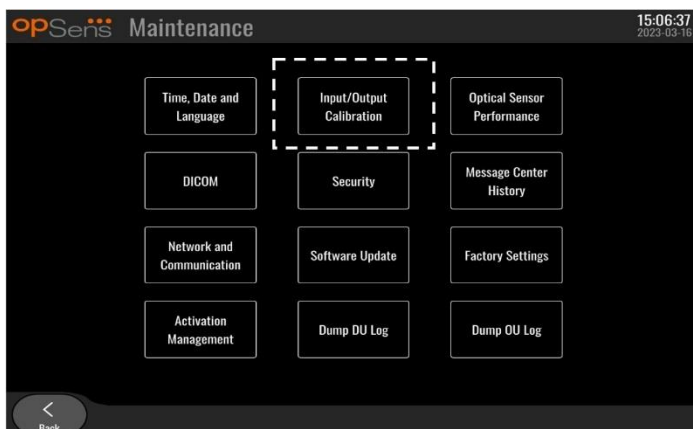 opSens Maintenance
15:06:37
2023-03-16
Time, Date and
Language
Input/Output
Calibration
Optical Sensor
Performance
DICOM
Security
Message Center
History
Network and
Communication
Software Update
Factory Settings
Activation
Management
Dump DU Log
Dump OU Log
Back